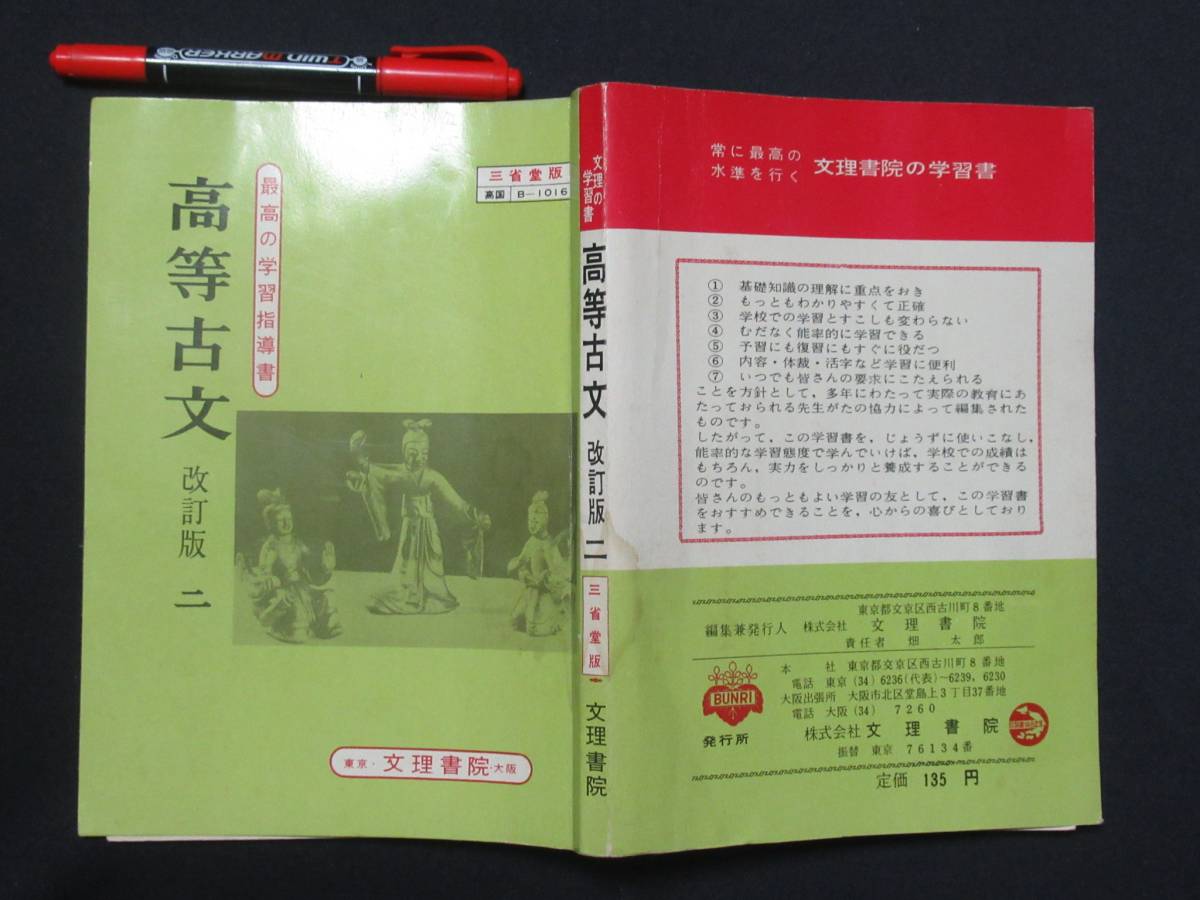 TWIN MARKER
三省堂版
高国 B-1016
最高の学習指導書
高等古文 改訂版 二
東京・文理書院・大阪
文理の学習書
高等古文 改訂版 二
三省堂版
文理書院
常に最高の
水準を行く 文理書院の学習書
① 基礎知識の理解に重点をおき
② もっともわかりやすくて正確
③ 学校での学習とすこしも変わらない
④ むだなく能率的に学習できる
⑤ 予習にも復習にもすぐに役だつ
⑥ 内容・体裁・活字など学習に便利
⑦ いつでも皆さんの要求にこたえられる
ことを方針として，多年にわたって実際の教育にあ
たっておられる先生がたの協力によって編集された
ものです。
したがって，この学習書を，じょうずに使いこなし，
能率的な学習態度で学んでいけば，学校での成績は
もちろん，実力をしっかりと養成することができる
のです。
皆さんのもっともよい学習の友として，この学習書
をおすすめできることを，心からの喜びとしており
ます。
東京都文京区西古川町8番地
編集兼発行人 株式会社 文理書院
責任者 畑太郎
本社 東京都文京区西古川町8番地
電話 東京(34)6236(代表)～6239，6230
大阪出張所 大阪市北区堂島上3丁目37番地
電話 大阪(34)7260
BUNRI
発行所 株式会社 文理書院
振替 東京 76134番
定価 135 円